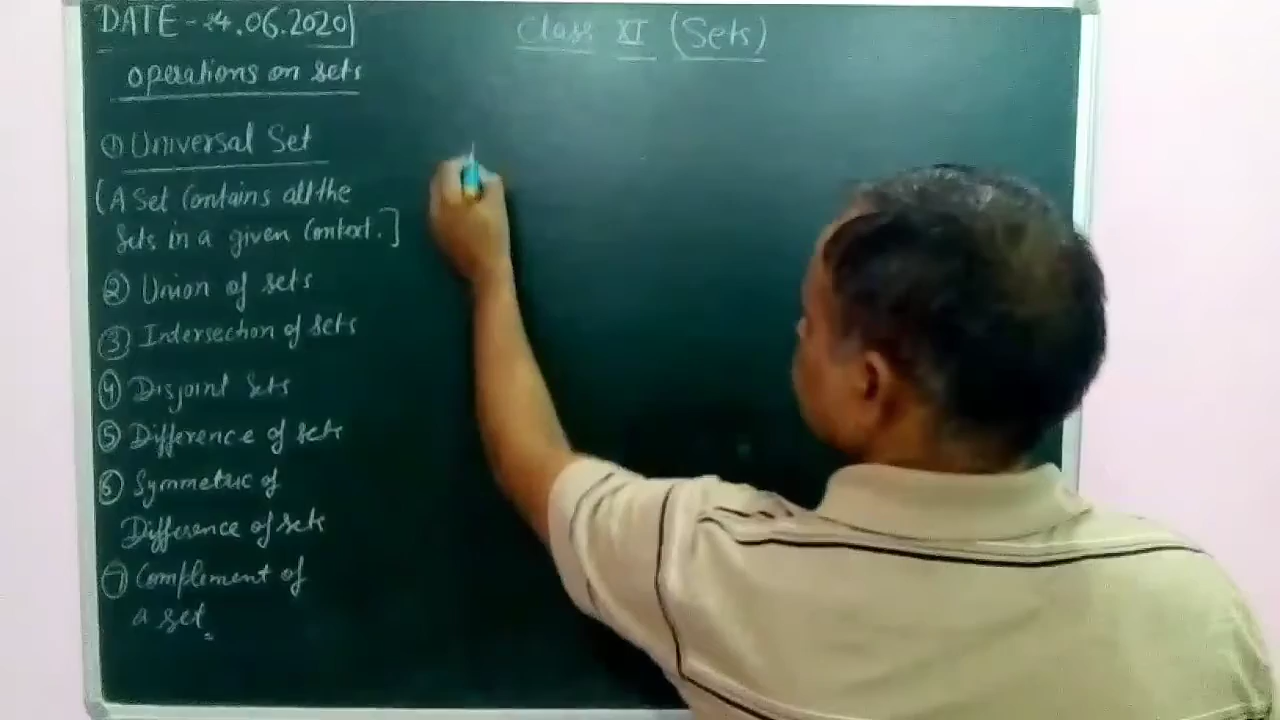 DATE - 24.06.2020
Class XI (Sets)
operations on sets
① Universal Set
(A Set Contains all the
Sets in a given Context.]
② Union of sets
③ Intersection of sets
④ Disjoint Sets
⑤ Difference of sets
⑥ Symmetric of
Difference of sets
⑦ Complement of
a set